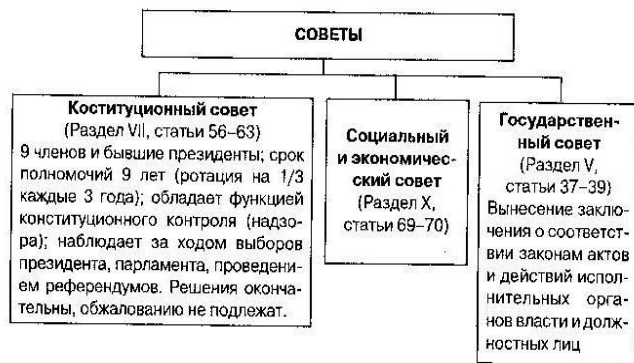 СОВЕТЫ
Коституционный совет
(Раздел VII, статьи 56–63)
9 членов и бывшие президенты; срок
полномочий 9 лет (ротация на 1/3
каждые 3 года); обладает функцией
конституционного контроля (надзо-
ра); наблюдает за ходом выборов
президента, парламента, проведени-
ем референдумов. Решения оконча-
тельны, обжалованию не подлежат.
Социальный
и экономиче-
ский совет
(Раздел X,
статьи 69–70)
Государствен-
ный совет
(Раздел V,
статьи 37–39)
Вынесение заклю-
чения о соответст-
вии законам актов
и действий испол-
нительных орга-
нов власти и долж-
ностных лиц